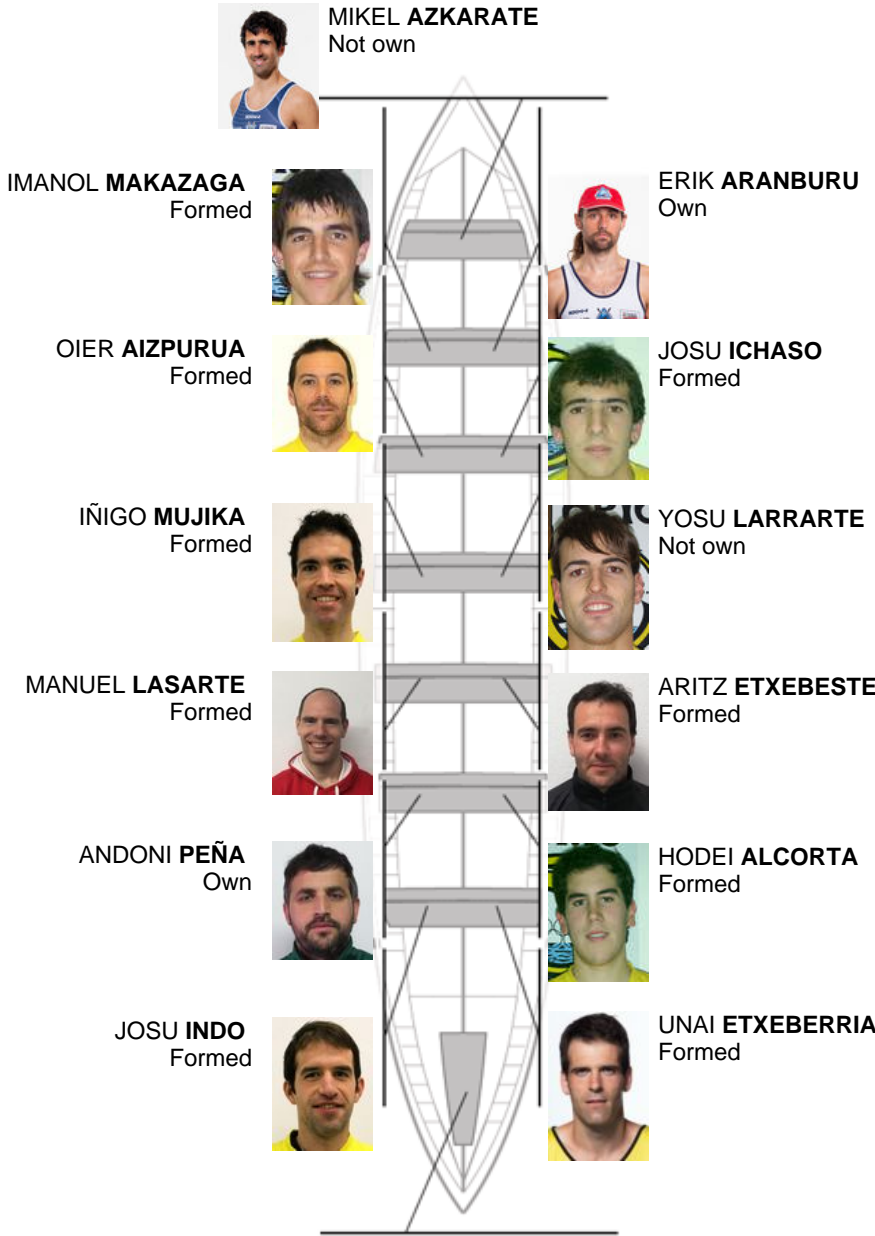 MIKEL AZKARATE
Not own
IMANOL MAKAZAGA
Formed
ERIK ARANBURU
Own
OIER AIZPURUA
Formed
JOSU ICHASO
Formed
IÑIGO MUJIKA
Formed
YOSU LARRARTE
Not own
MANUEL LASARTE
Formed
ARITZ ETXEBESTE
Formed
ANDONI PEÑA
Own
HODEI ALCORTA
Formed
JOSU INDO
Formed
UNAI ETXEBERRIA
Formed